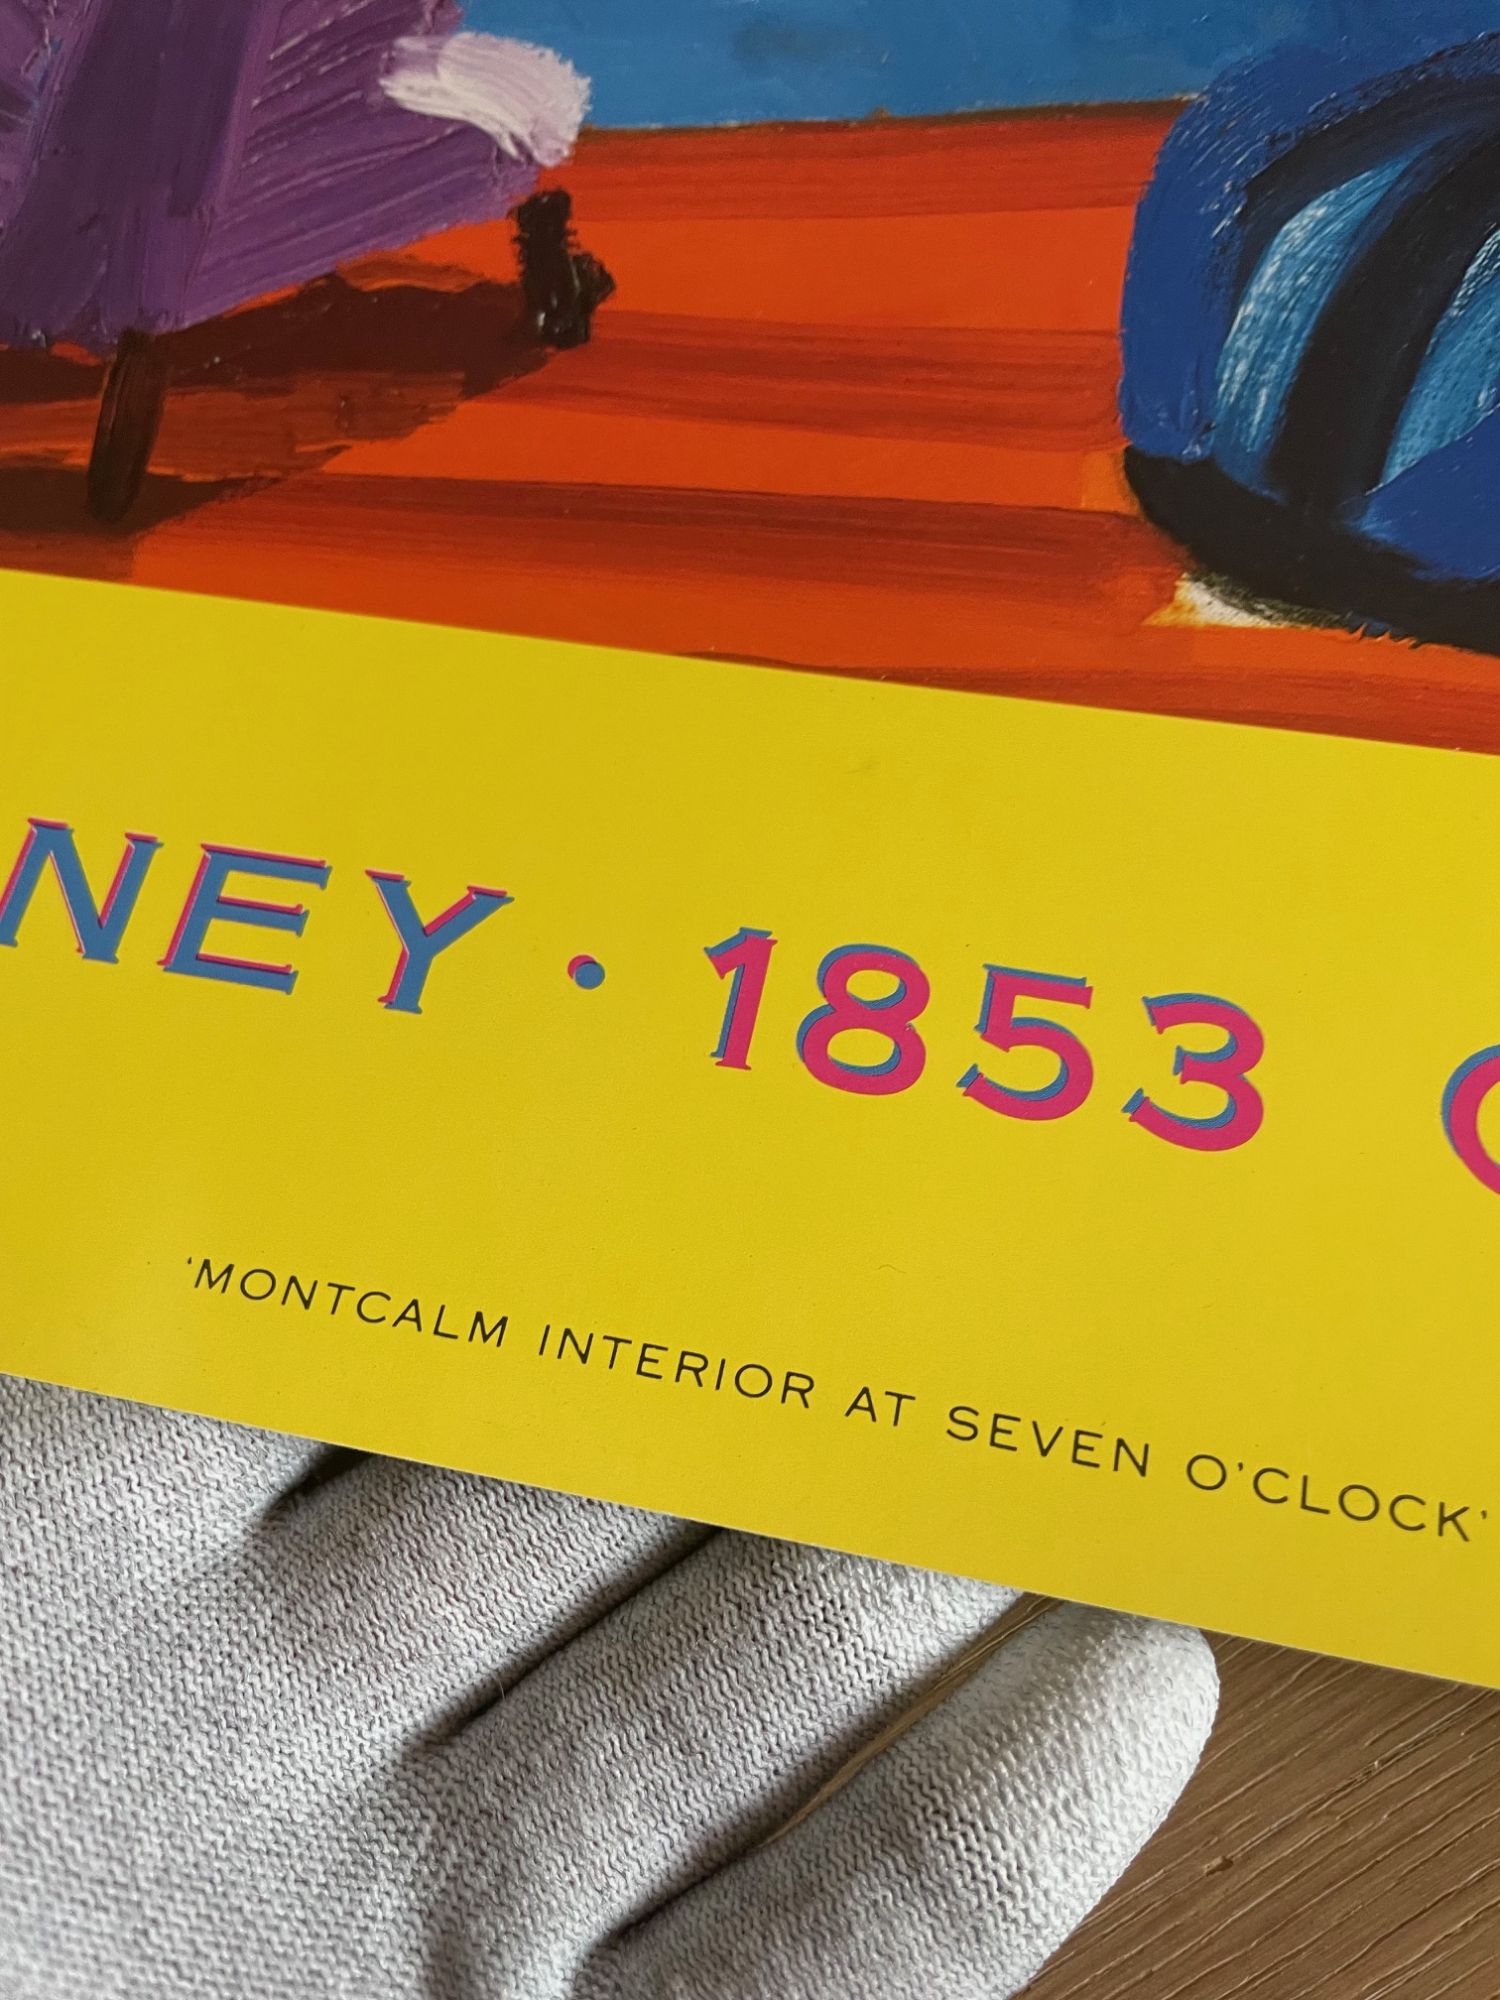 NEY · 1853
'MONTCALM INTERIOR AT SEVEN O'CLOCK'